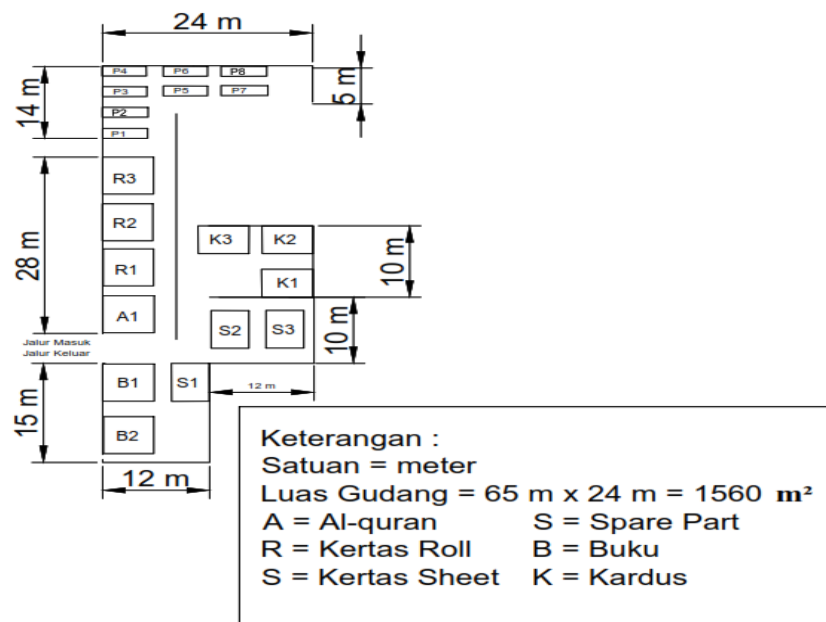 24 m
P4 P6 P8
P3 P5 P7
P2
P1
14 m
5 m
R3
R2
R1
A1
28 m
K3 K2
K1
10 m
S2 S3
10 m
Jalur Masuk
Jalur Keluar
B1 S1
12 m
B2
15 m
12 m
Keterangan :
Satuan = meter
Luas Gudang = 65 m x 24 m = 1560 m²
A = Al-quran S = Spare Part
R = Kertas Roll B = Buku
S = Kertas Sheet K = Kardus